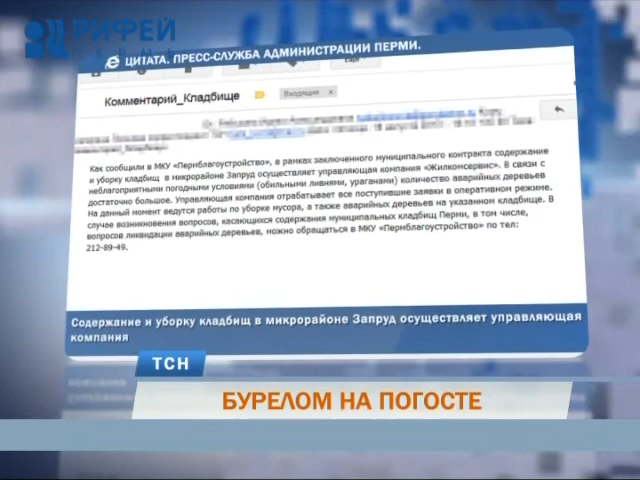 РИФЕЙ
ПЕРМЬ
ЦИТАТА. ПРЕСС-СЛУЖБА АДМИНИСТРАЦИИ ПЕРМИ.
Комментарий_Кладбище
Входящие x
Как сообщили в МКУ «Пермблагоустройство», в рамках заключенного муниципального контракта содержание
и уборку кладбищ в микрорайоне Запруд осуществляет управляющая компания «Жилкомсервис». В связи с
неблагоприятными погодными условиями (обильными ливнями, ураганами) количество аварийных деревьев
достаточно большое. Управляющая компания отрабатывает все поступившие заявки в оперативном режиме.
На данный момент ведутся работы по уборке мусора, а также аварийных деревьев на указанном кладбище. В
случае возникновения вопросов, касающихся содержания муниципальных кладбищ Перми, в том числе,
вопросов ликвидации аварийных деревьев, можно обращаться в МКУ «Пермблагоустройство» по тел:
212-89-49.
Содержание и уборку кладбищ в микрорайоне Запруд осуществляет управляющая
компания
ТСН
БУРЕЛОМ НА ПОГОСТЕ